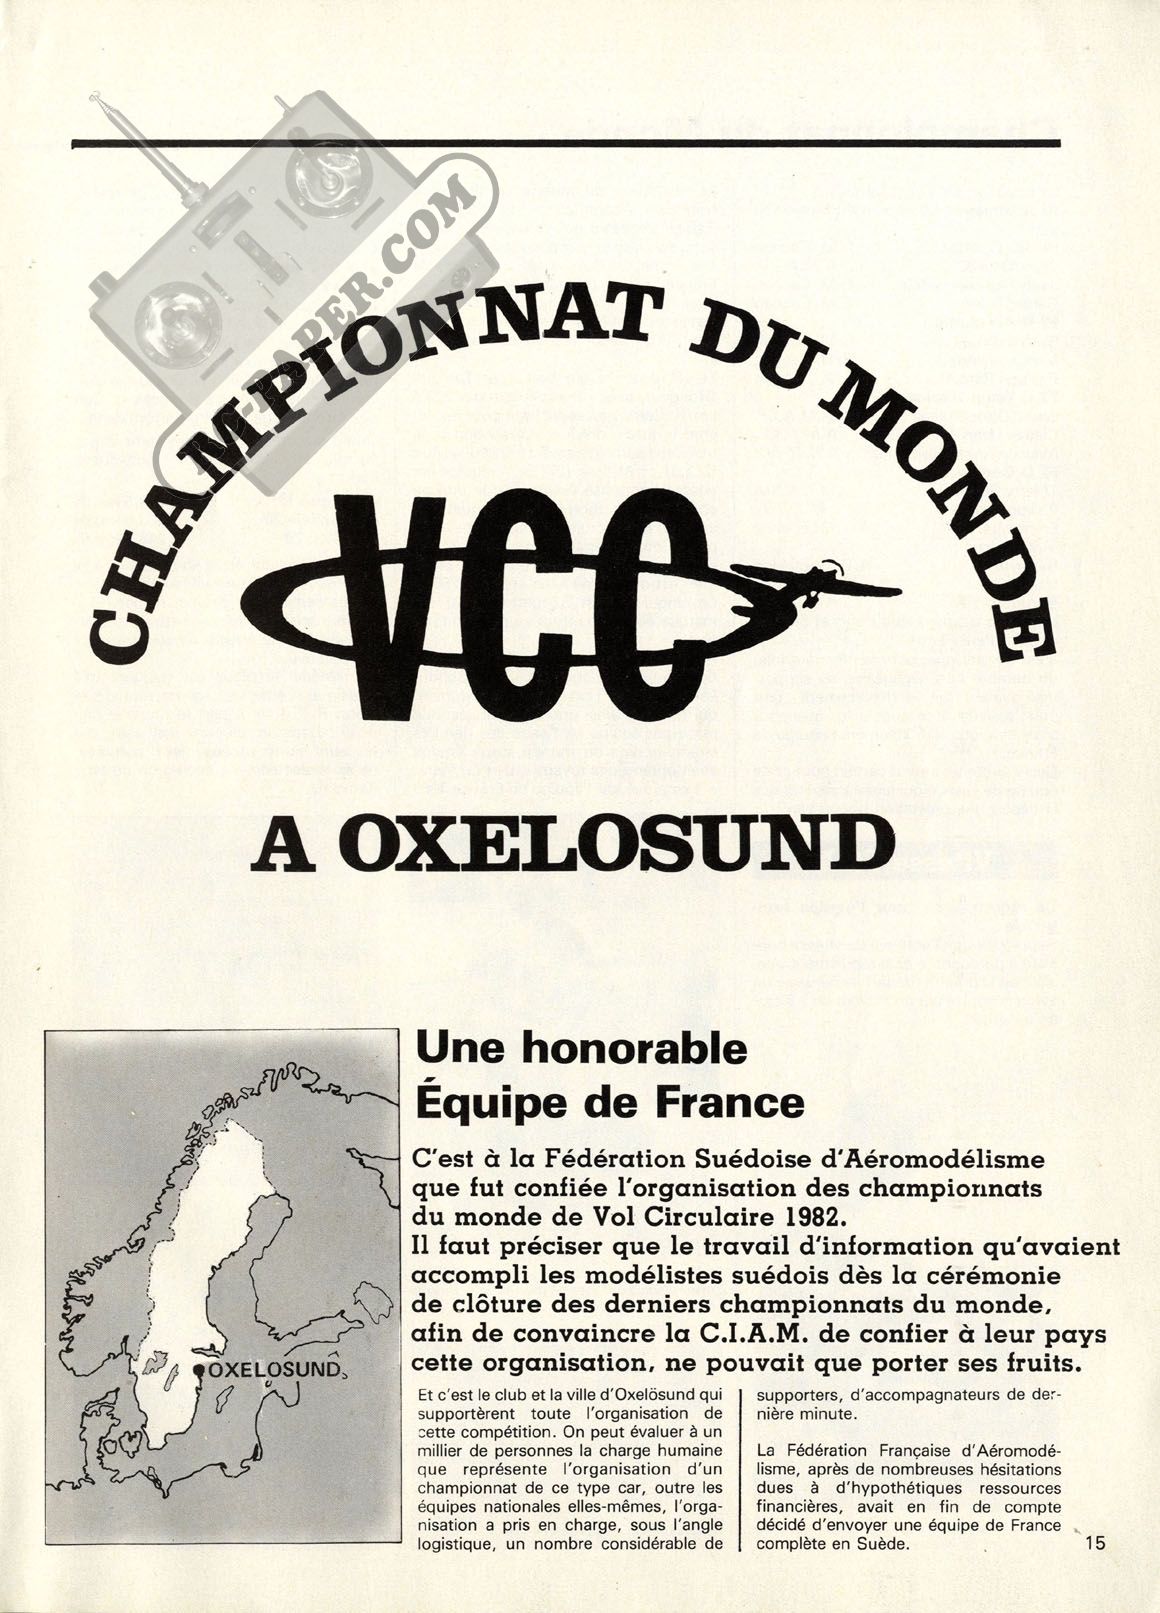 CHAMPIONNAT DU MONDE
PAPER.COM
VCC
A OXELOSUND
OXELOSUND
Une honorable
Équipe de France
C'est à la Fédération Suédoise d'Aéromodélisme
que fut confiée l'organisation des championnats
du monde de Vol Circulaire 1982.
Il faut préciser que le travail d'information qu'avaient
accompli les modélistes suédois dès la cérémonie
de clôture des derniers championnats du monde,
afin de convaincre la C.I.A.M. de confier à leur pays
cette organisation, ne pouvait que porter ses fruits.
Et c'est le club et la ville d'Oxelösund qui
supportèrent toute l'organisation de
cette compétition. On peut évaluer à un
millier de personnes la charge humaine
que représente l'organisation d'un
championnat de ce type car, outre les
équipes nationales elles-mêmes, l'orga-
nisation a pris en charge, sous l'angle
logistique, un nombre considérable de
supporters, d'accompagnateurs de der-
nière minute.
La Fédération Française d'Aéromodé-
lisme, après de nombreuses hésitations
dues à d'hypothétiques ressources
financières, avait en fin de compte
décidé d'envoyer une équipe de France
complète en Suède.
15